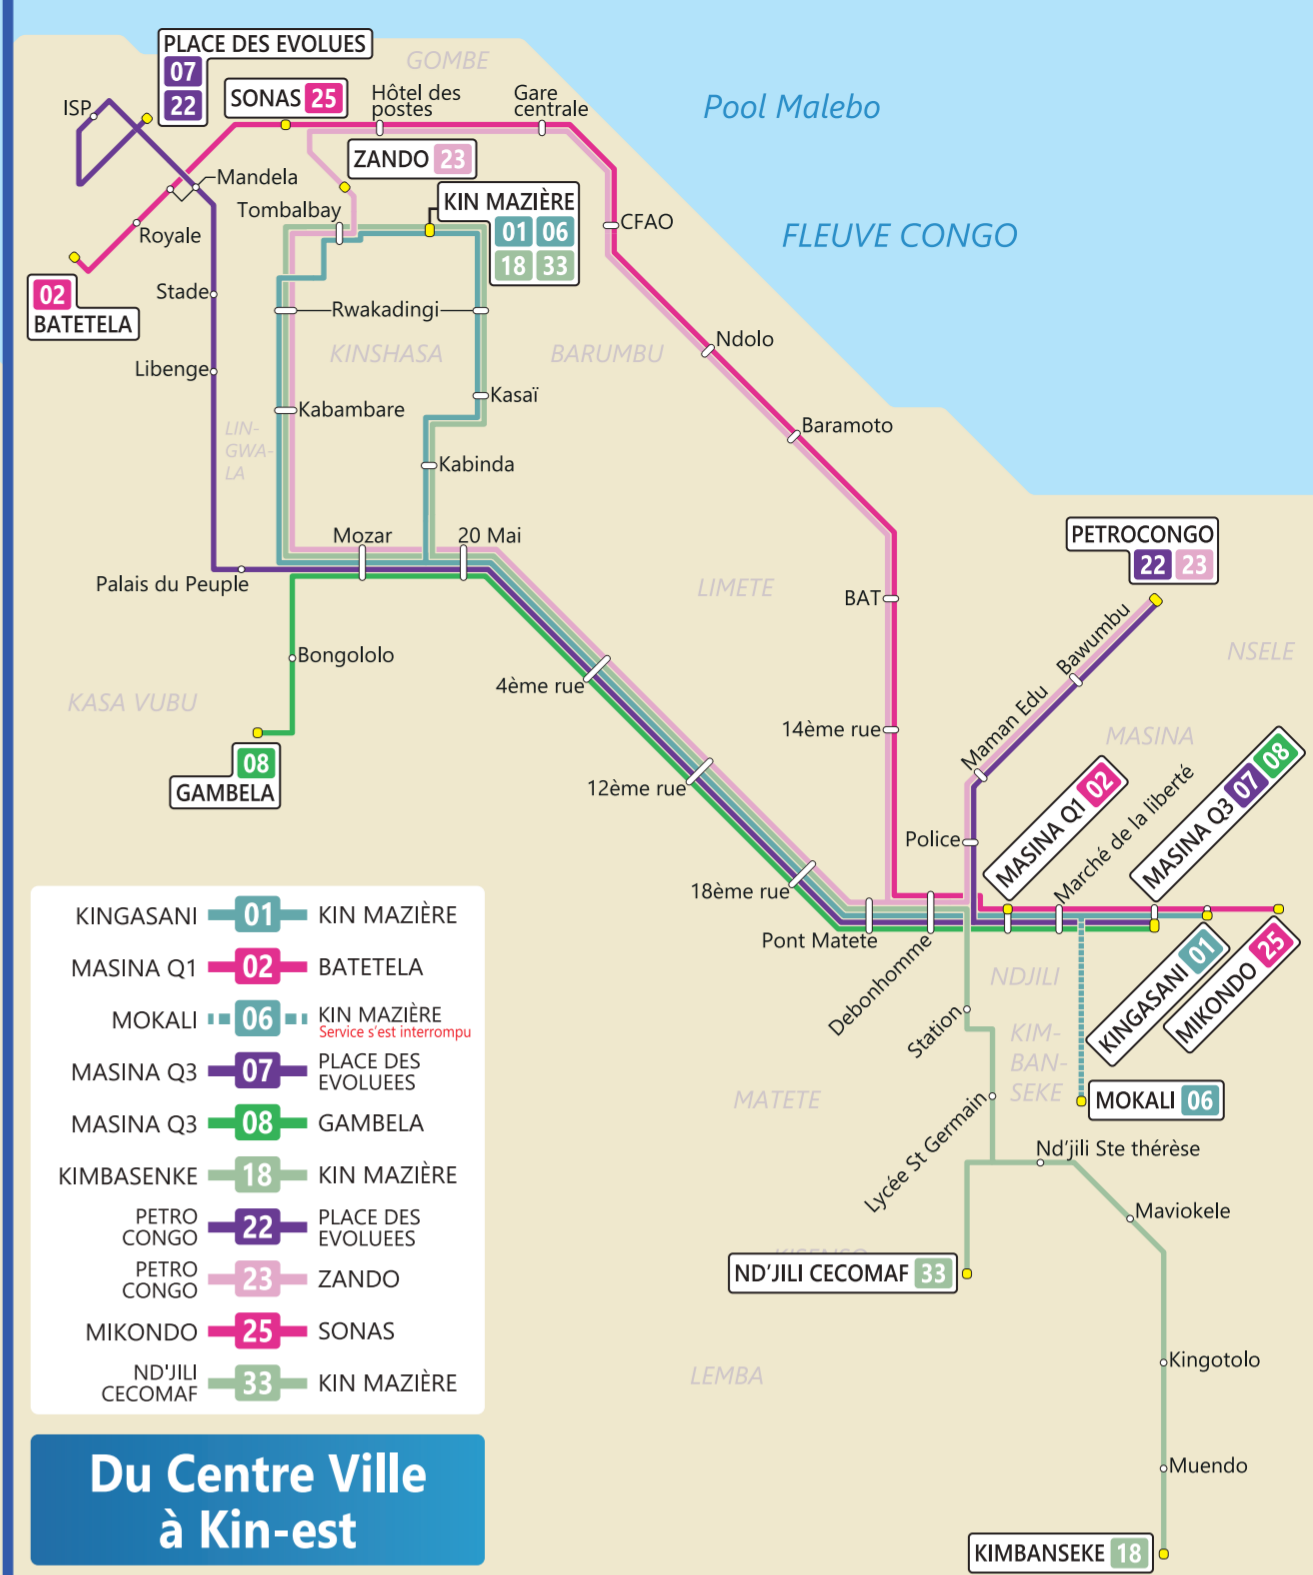 PLACE DES EVOLUES
07
22
GOMBE
ISP
SONAS 25
Hôtel des
postes
Gare
centrale
Pool Malebo
ZANDO 23
Mandela
Tombalbay
KIN MAZIÈRE
01 06
18 33
Royale
CFAO
FLEUVE CONGO
02
BATETELA
Stade
Rwakadingi
KINSHASA
BARUMBU
Ndolo
Libenge
Kasaï
Kabambare
Baramoto
LIN-
GWA-
LA
Kabinda
Mozar
20 Mai
PETROCONGO
22 23
Palais du Peuple
LIMETE
BAT
Bawumbu
Bongololo
NSELE
4ème rue
KASA VUBU
Maman Edu
14ème rue
MASINA
08
GAMBELA
12ème rue
MASINA Q1 02
Marché de la liberté
MASINA Q3 07 08
Police
18ème rue
Pont Matete
Debonhomme
NDJILI
KINGASANI 01
MIKONDO 25
Station
KIM-
BAN-
SEKE
MATETE
MOKALI 06
Lycée St Germain
Nd’jili Ste thérèse
Maviokele
KISENSO
ND’JILI CECOMAF 33
LEMBA
Kingotolo
Muendo
KIMBANSEKE 18
KINGASANI 01 KIN MAZIÈRE
MASINA Q1 02 BATETELA
MOKALI 06 KIN MAZIÈRE
Service s’est interrompu
MASINA Q3 07 PLACE DES
EVOLUEES
MASINA Q3 08 GAMBELA
KIMBASENKE 18 KIN MAZIÈRE
PETRO
CONGO 22 PLACE DES
EVOLUEES
PETRO
CONGO 23 ZANDO
MIKONDO 25 SONAS
ND'JILI
CECOMAF 33 KIN MAZIÈRE
Du Centre Ville
à Kin-est